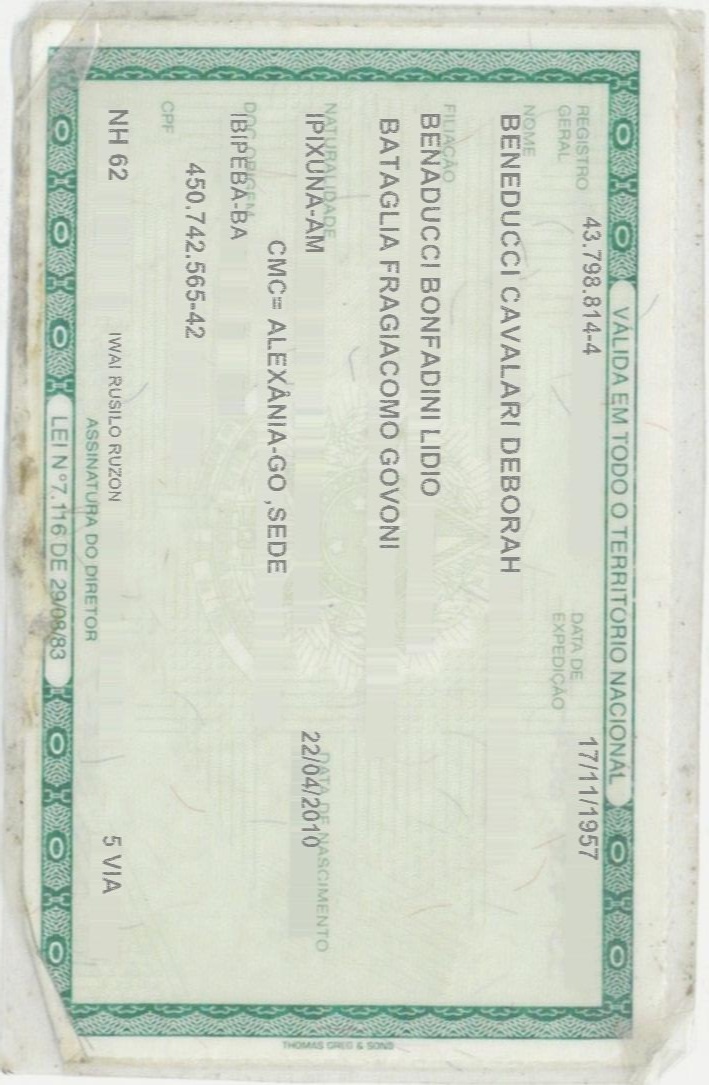 VÁLIDA EM TODO O TERRITÓRIO NACIONAL
REGISTRO GERAL 43.798.814-4 DATA DE EXPEDIÇÃO 17/11/1957
NOME
BENEDUCCI CAVALARI DEBORAH
FILIAÇÃO
BENADUCCI BONFADINI LIDIO
BATAGLIA FRAGIACOMO GOVONI
NATURALIDADE DATA DE NASCIMENTO
IPIXUNA-AM 22/04/2010
DOC ORIGEM CMC= ALEXÂNIA-GO ,SEDE
IBIPEBA-BA
CPF 450.742.565-42
NH 62 IWAI RUSILO RUZON 5 VIA
ASSINATURA DO DIRETOR
LEI Nº 7.116 DE 29/08/83
THOMAS GREG & SONS